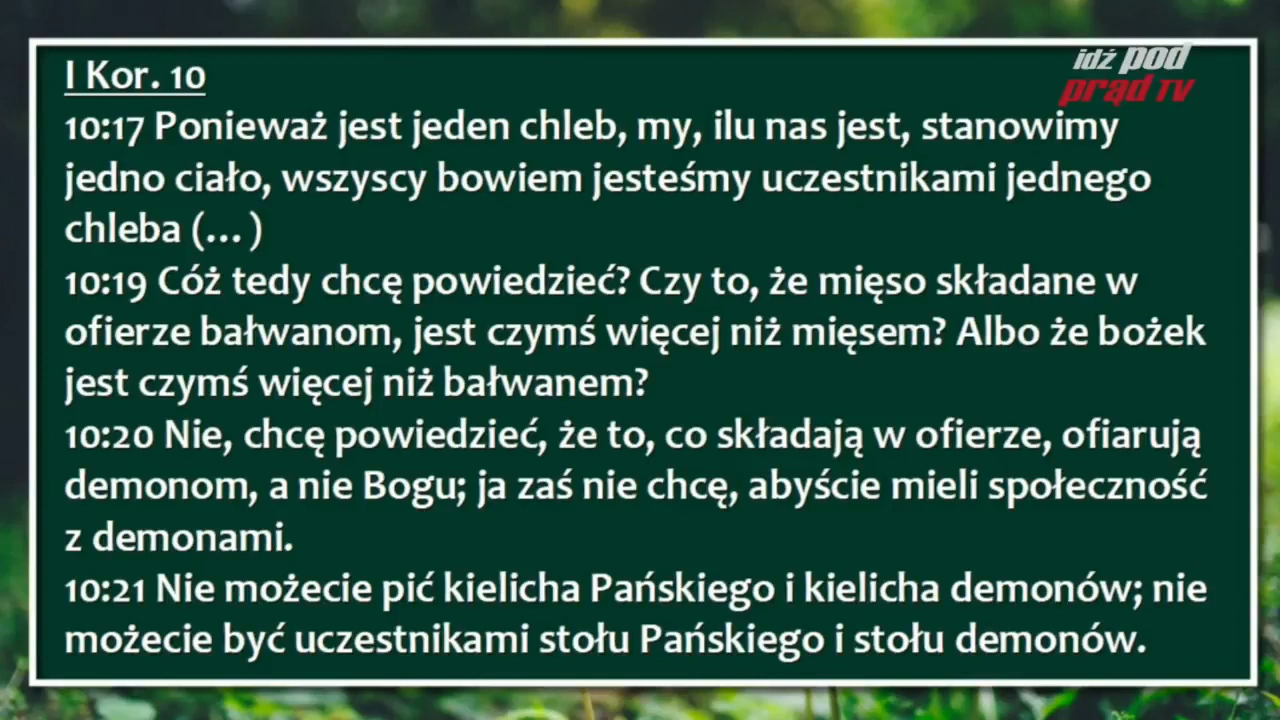 idź pod
prąd TV
I Kor. 10
10:17 Ponieważ jest jeden chleb, my, ilu nas jest, stanowimy
jedno ciało, wszyscy bowiem jesteśmy uczestnikami jednego
chleba (... )
10:19 Cóż tedy chcę powiedzieć? Czy to, że mięso składane w
ofierze bałwanom, jest czymś więcej niż mięsem? Albo że bożek
jest czymś więcej niż bałwanem?
10:20 Nie, chcę powiedzieć, że to, co składają w ofierze, ofiarują
demonom, a nie Bogu; ja zaś nie chcę, abyście mieli społeczność
z demonami.
10:21 Nie możecie pić kielicha Pańskiego i kielicha demonów; nie
możecie być uczestnikami stołu Pańskiego i stołu demonów.